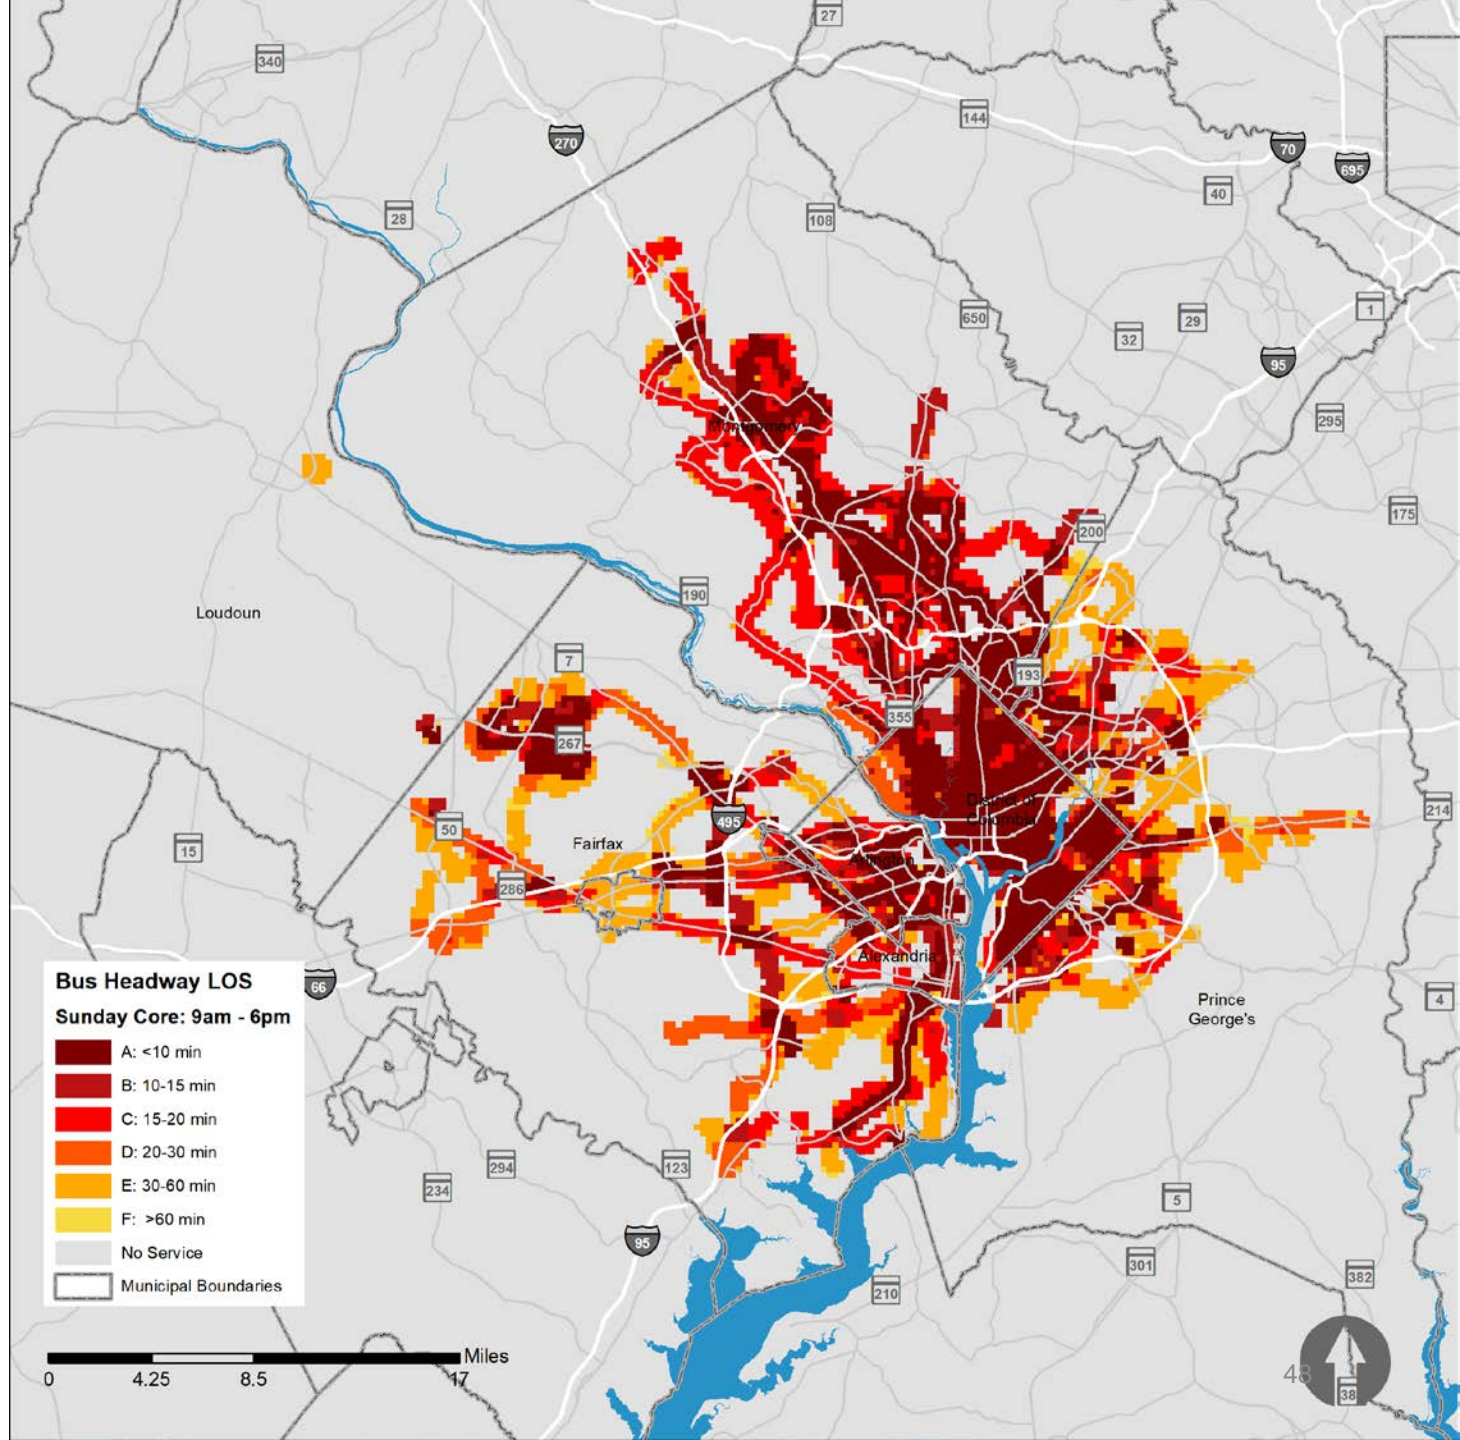 27
340
270
144
70
695
40
28
108
650
29
32
1
95
295
Montgomery
175
200
190
Loudoun
7
193
355
267
District of
Columbia
495
214
50
15
Fairfax
Arlington
286
Alexandria
66
Prince
George's
4
Bus Headway LOS
Sunday Core: 9am - 6pm
A: <10 min
B: 10-15 min
C: 15-20 min
D: 20-30 min
E: 30-60 min
F: >60 min
No Service
Municipal Boundaries
294
123
234
5
95
301
382
210
Miles
0 4.25 8.5 17
48
38